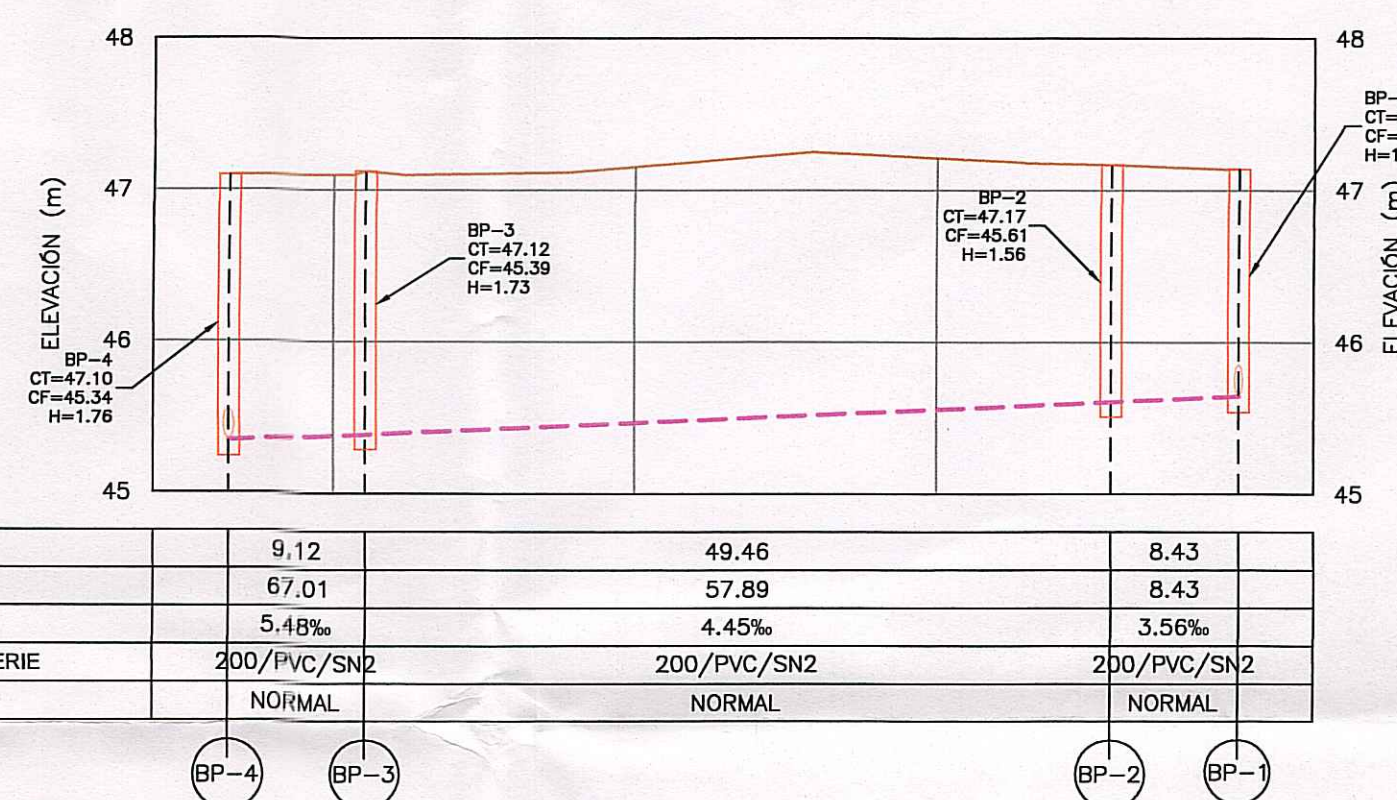 48
48
BP-
CT=
CF=
H=1
47
47
ELEVACIÓN (m)
ELEVACIÓN (m)
BP-2
CT=47.17
CF=45.61
H=1.56
BP-3
CT=47.12
CF=45.39
H=1.73
46
46
BP-4
CT=47.10
CF=45.34
H=1.76
45
45
9.12 49.46 8.43
67.01 57.89 8.43
5.48‰ 4.45‰ 3.56‰
ERIE 200/PVC/SN2 200/PVC/SN2 200/PVC/SN2
NORMAL NORMAL NORMAL
BP-4 BP-3 BP-2 BP-1